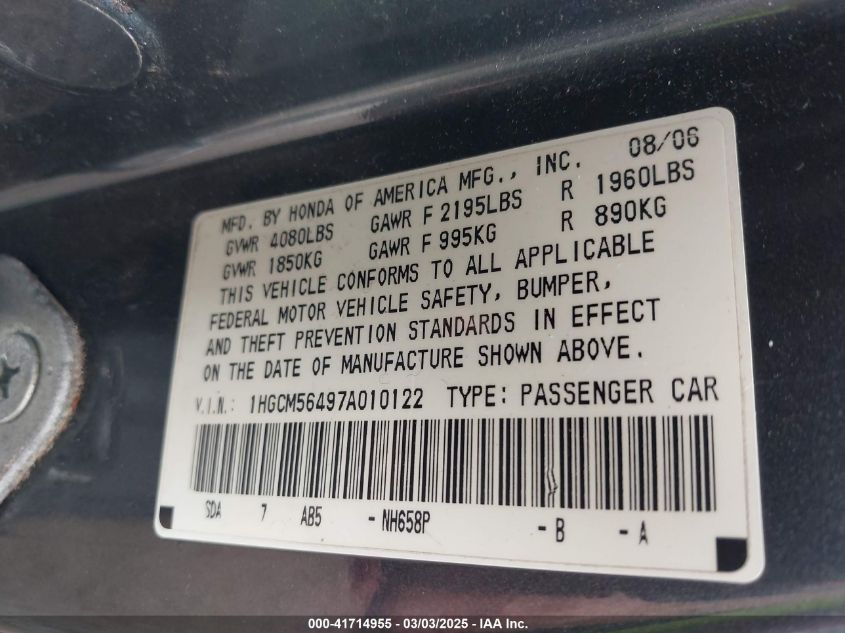 MFD. BY HONDA OF AMERICA MFG., INC. 08/06
GVWR 4080LBS GAWR F 2195LBS R 1960LBS
GVWR 1850KG GAWR F 995KG R 890KG
THIS VEHICLE CONFORMS TO ALL APPLICABLE
FEDERAL MOTOR VEHICLE SAFETY, BUMPER,
AND THEFT PREVENTION STANDARDS IN EFFECT
ON THE DATE OF MANUFACTURE SHOWN ABOVE.
V.I.N.: 1HGCM56497A010122 TYPE: PASSENGER CAR
SDA 7 AB5 -NH658P -B -A
000-41714955 - 03/03/2025 - IAA Inc.